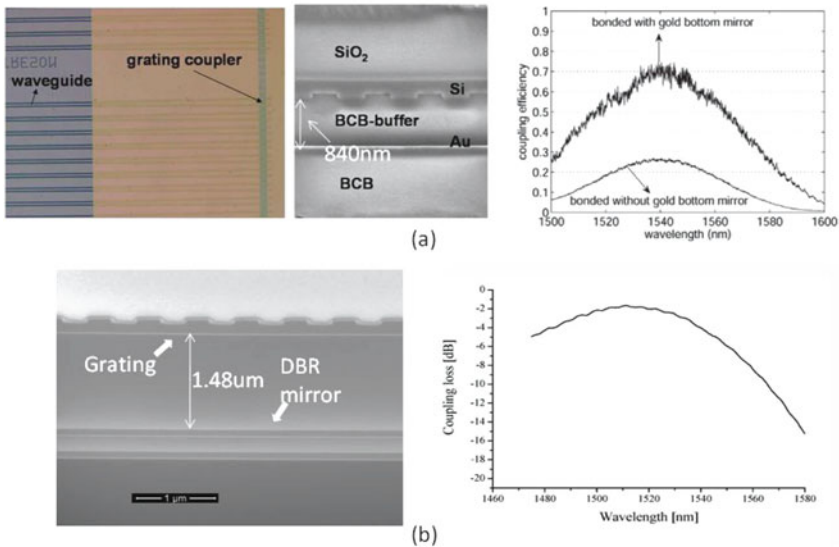 TRESON
waveguide
grating coupler
SiO2
Si
BCB-buffer
Au
840nm
BCB
bonded with gold bottom mirror
coupling efficiency
1
0.9
0.8
0.7
0.6
0.5
0.4
0.3
0.2
0.1
0
bonded without gold bottom mirror
1500 1520 1540 1560 1580 1600
wavelength (nm)
(a)
Grating
1.48um
DBR
mirror
1 µm
Coupling loss [dB]
0
-2
-4
-6
-8
-10
-12
-14
-16
-18
-20
1460 1480 1500 1520 1540 1560 1580
Wavelength [nm]
(b)